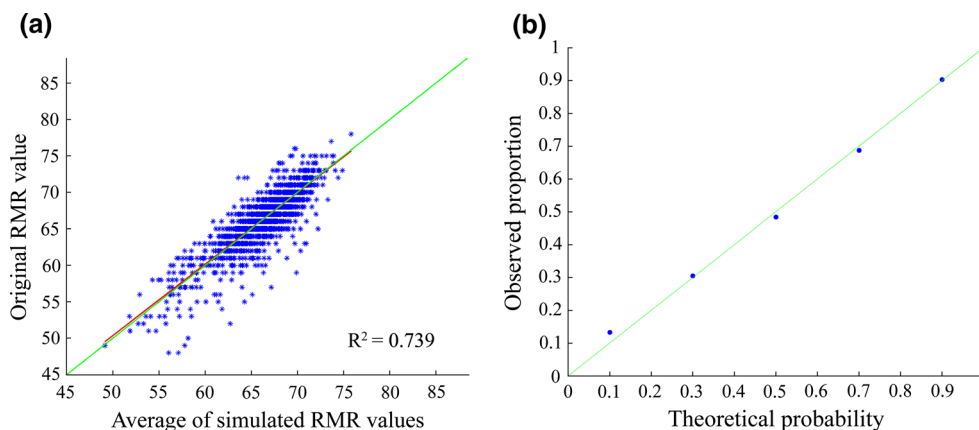 (a)
Original RMR value
85
80
75
70
65
60
55
50
45
45 50 55 60 65 70 75 80 85
R² = 0.739
Average of simulated RMR values
(b)
Observed proportion
1
0.9
0.8
0.7
0.6
0.5
0.4
0.3
0.2
0.1
0
0 0.1 0.2 0.3 0.4 0.5 0.6 0.7 0.8 0.9
Theoretical probability